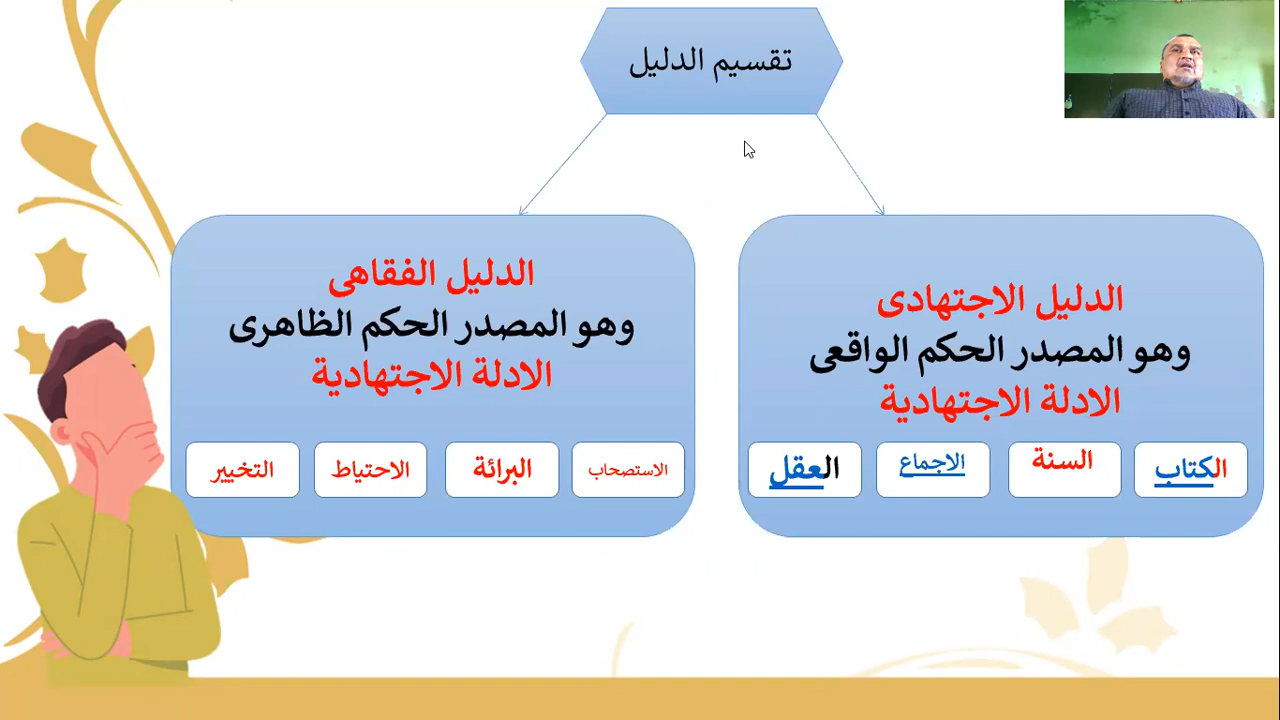 تقسيم الدليل
الدليل الاجتهادى
وهو المصدر الحكم الواقعى
الادلة الاجتهادية
الكتاب
السنة
الاجماع
العقل
الدليل الفقاهى
وهو المصدر الحكم الظاهرى
الادلة الاجتهادية
الاستصحاب
البرائة
الاحتياط
التخيير